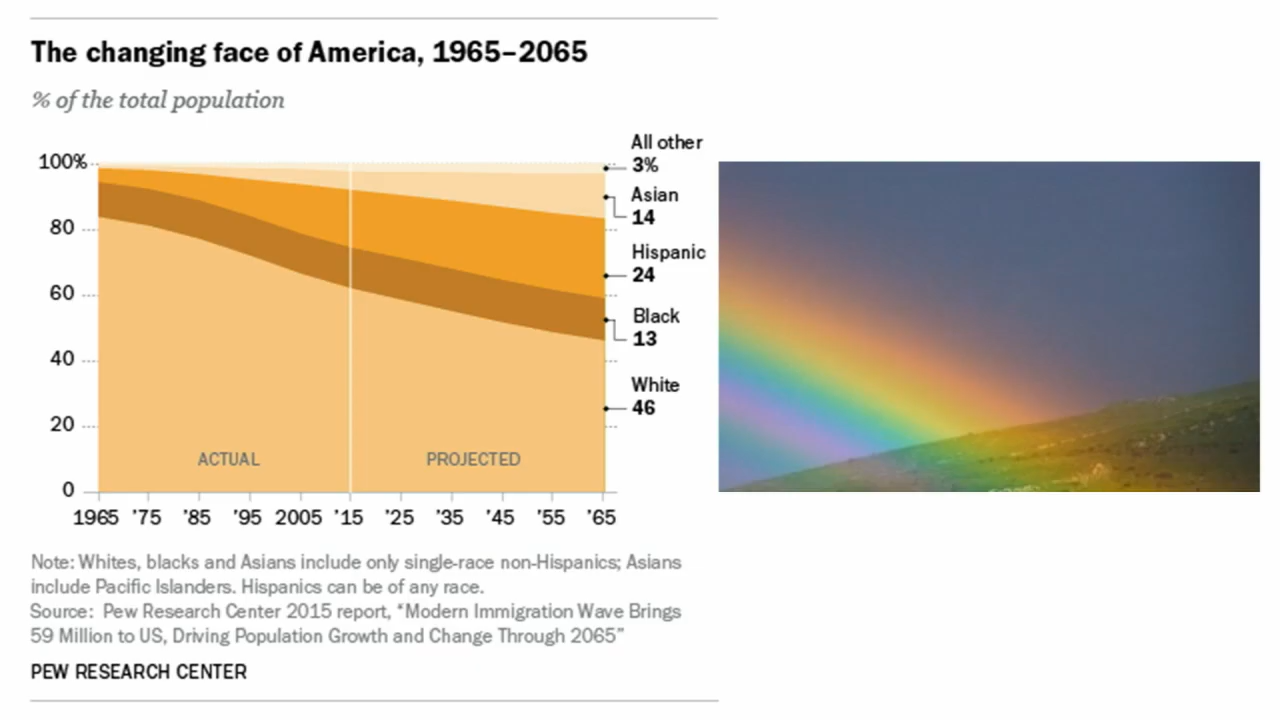 The changing face of America, 1965–2065
% of the total population
100%
80
60
40
20
0
ACTUAL
PROJECTED
1965 ’75 ’85 ’95 2005 ’15 ’25 ’35 ’45 ’55 ’65
All other
3%
Asian
14
Hispanic
24
Black
13
White
46
Note: Whites, blacks and Asians include only single-race non-Hispanics; Asians
include Pacific Islanders. Hispanics can be of any race.
Source: Pew Research Center 2015 report, “Modern Immigration Wave Brings
59 Million to US, Driving Population Growth and Change Through 2065”
PEW RESEARCH CENTER